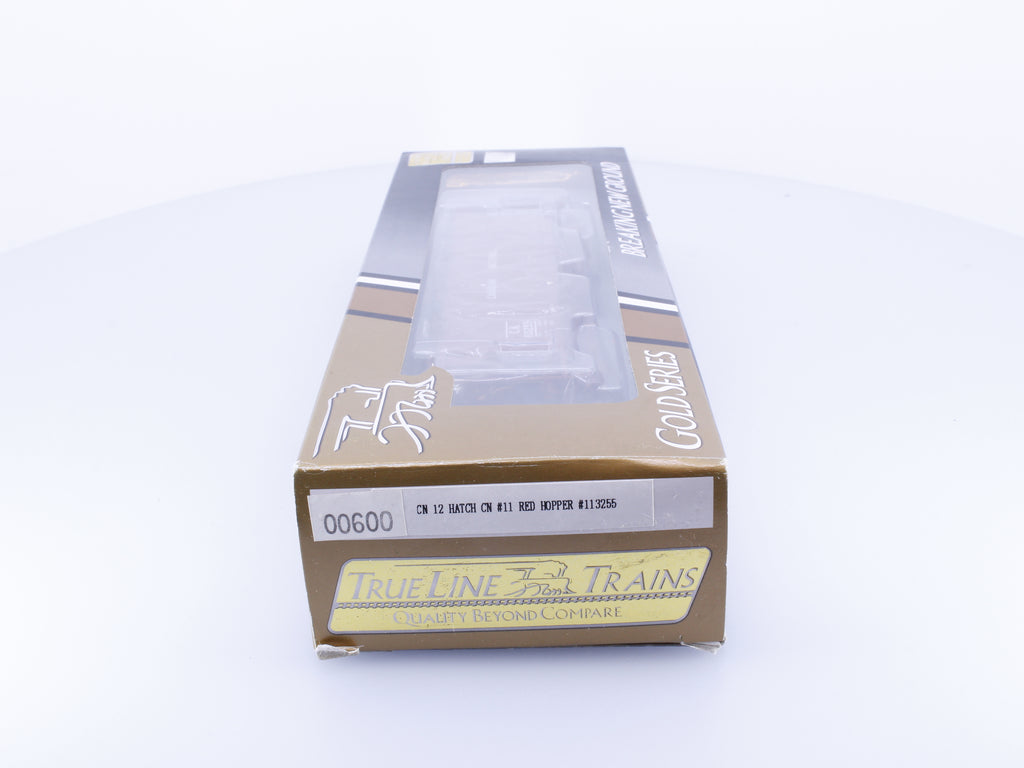 BREAKING NEW GROUND
GOLD SERIES
00600
CN 12 HATCH CN #11 RED HOPPER #113255
TRUE LINE TRAINS
QUALITY BEYOND COMPARE